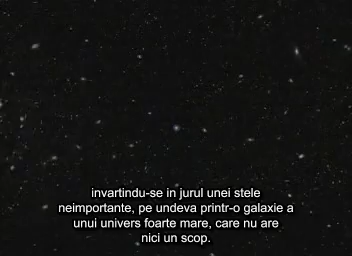 invartindu-se in jurul unei stele
neimportante, pe undeva printr-o galaxie a
unui univers foarte mare, care nu are
nici un scop.